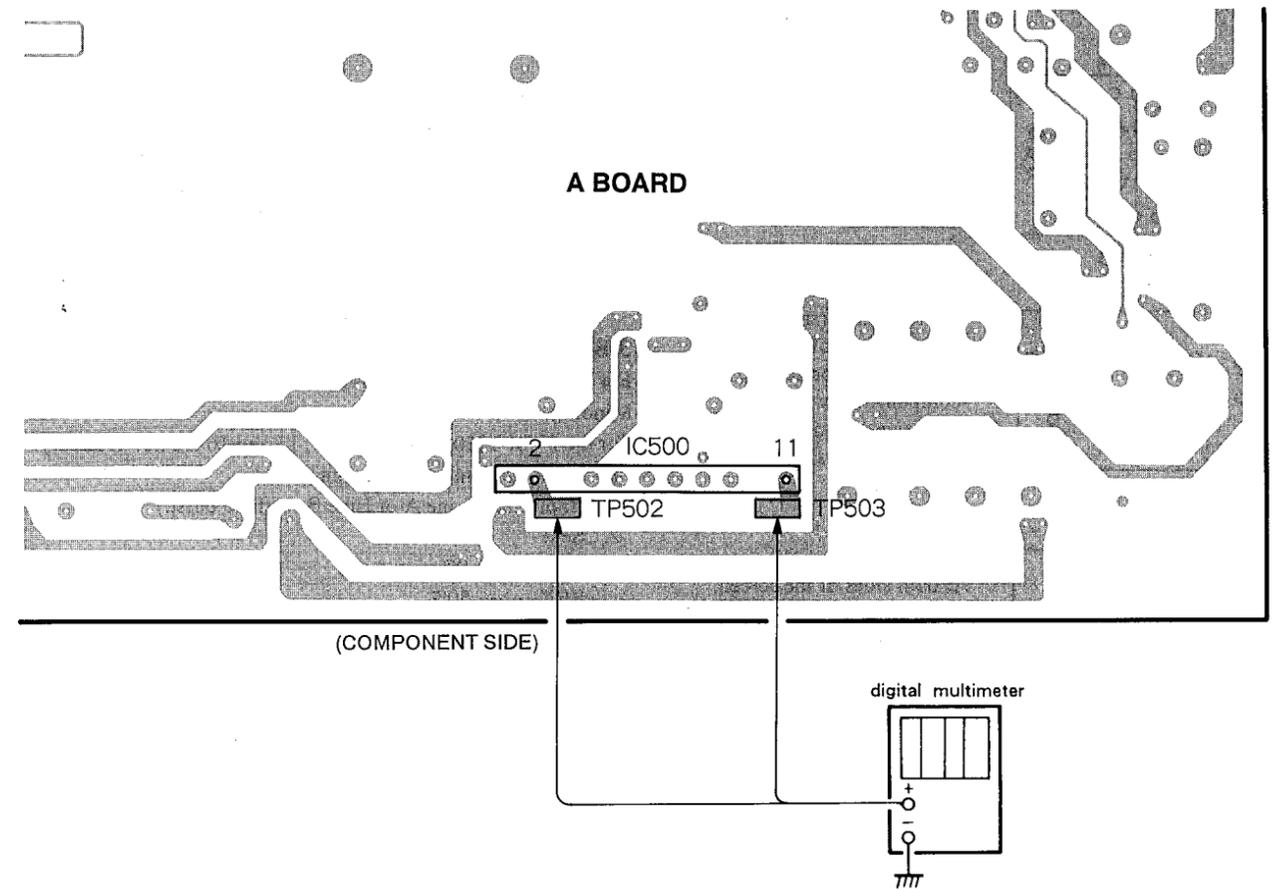 A BOARD
2 IC500 11
TP502 TP503
(COMPONENT SIDE)
digital multimeter
+
−